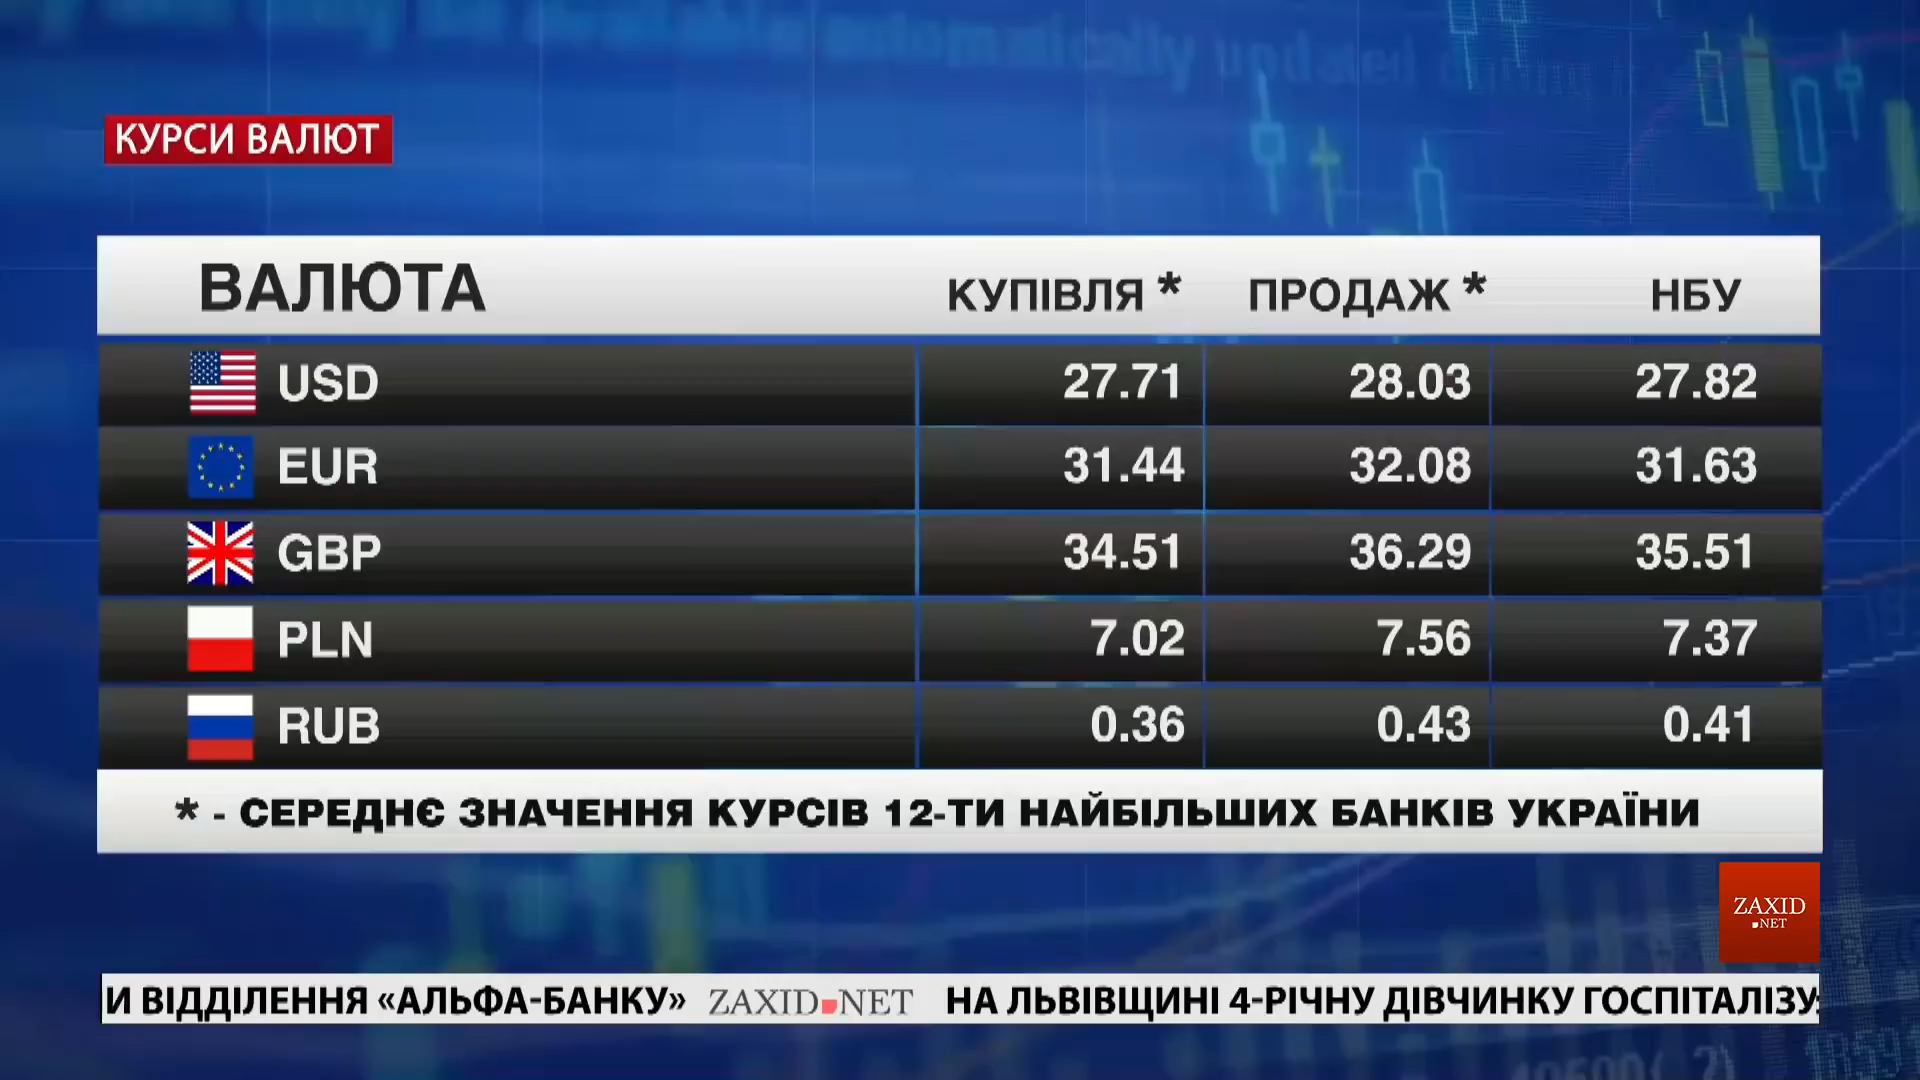 automatically updated
КУРСИ ВАЛЮТ
ВАЛЮТА КУПІВЛЯ * ПРОДАЖ * НБУ
USD 27.71 28.03 27.82
EUR 31.44 32.08 31.63
GBP 34.51 36.29 35.51
PLN 7.02 7.56 7.37
RUB 0.36 0.43 0.41
* - СЕРЕДНЄ ЗНАЧЕННЯ КУРСІВ 12-ТИ НАЙБІЛЬШИХ БАНКІВ УКРАЇНИ
ZAXID
.NET
И ВІДДІЛЕННЯ «АЛЬФА-БАНКУ» ZAXID.NET НА ЛЬВІВЩИНІ 4-РІЧНУ ДІВЧИНКУ ГОСПІТАЛІЗУ